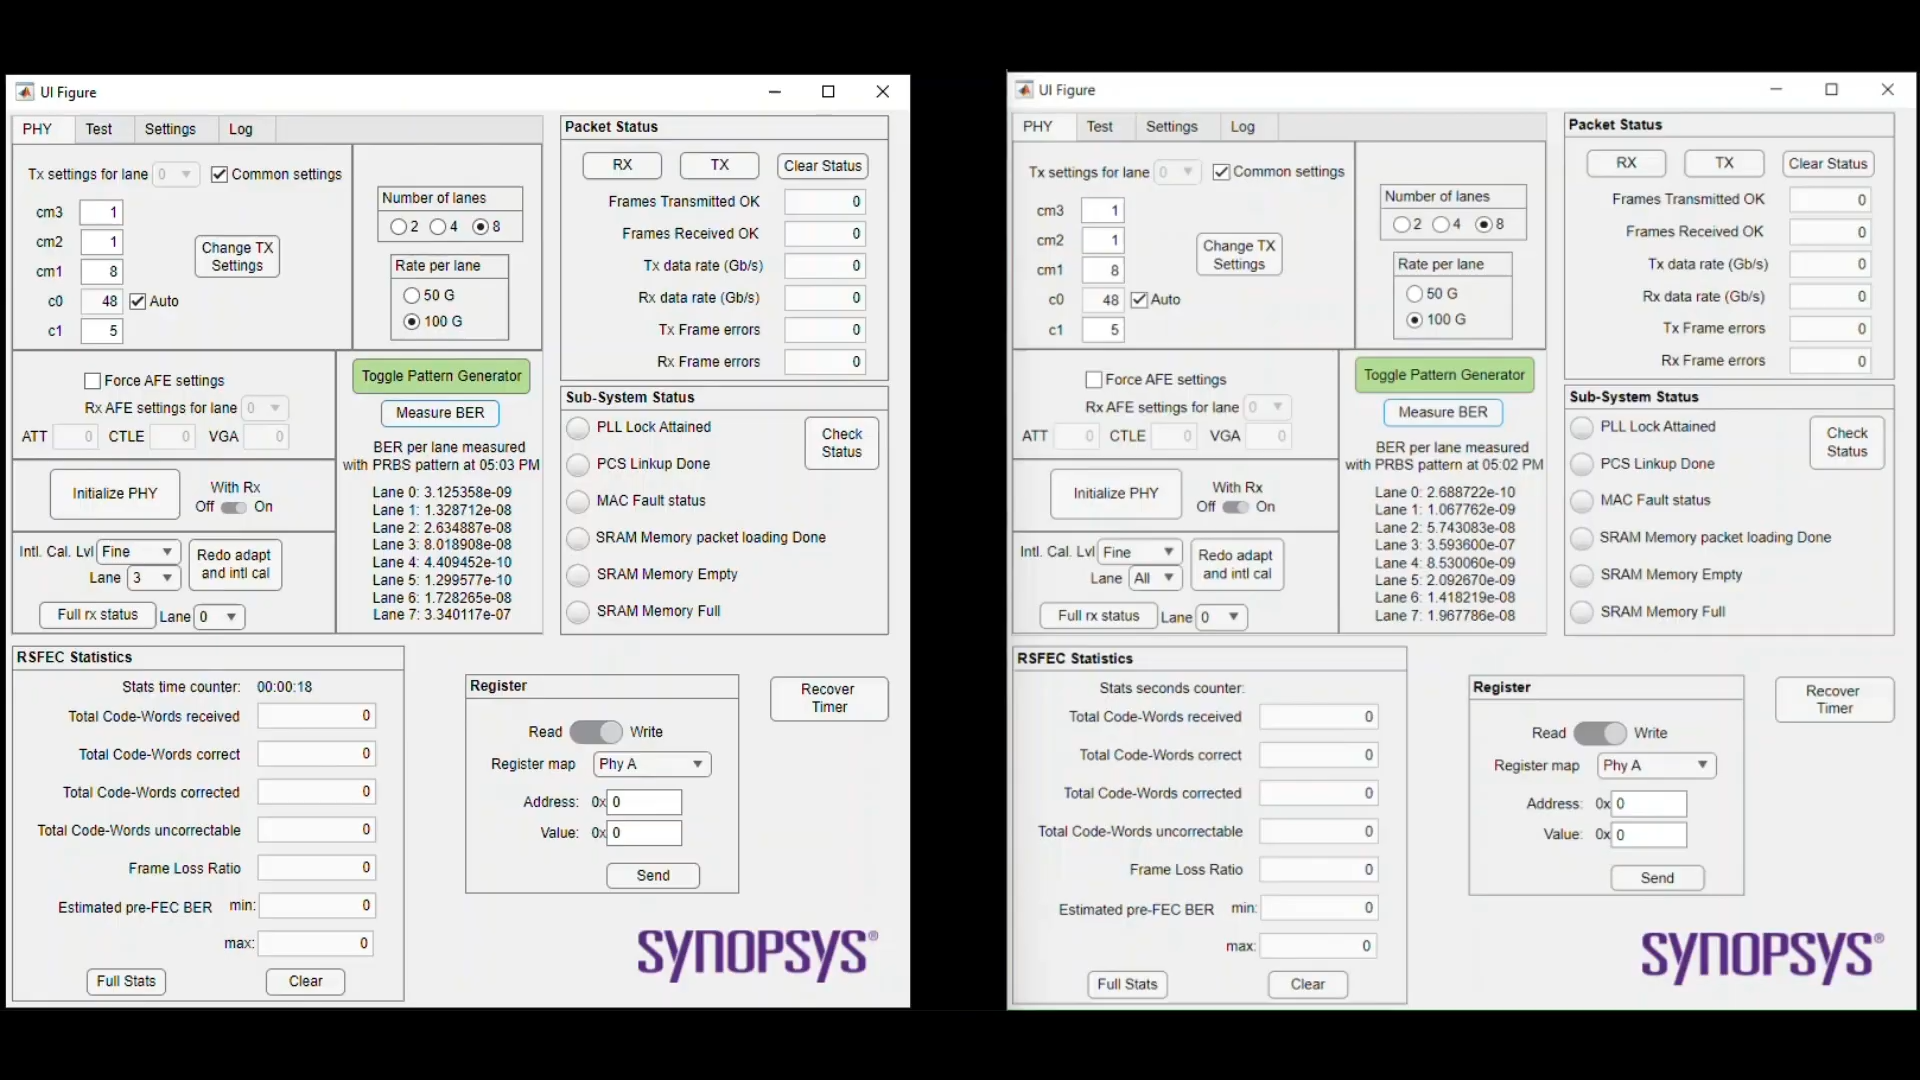 UI Figure
PHY Test Settings Log
Tx settings for lane 0 Common settings
cm3 1
cm2 1
cm1 8
c0 48 Auto
c1 5
Change TX
Settings
Number of lanes
2 4 8
Rate per lane
50 G
100 G
Force AFE settings
Rx AFE settings for lane 0
ATT 0 CTLE 0 VGA 0
Initialize PHY
With Rx
Off On
Intl. Cal. Lvl Fine
Lane 3
Redo adapt
and intl cal
Full rx status Lane 0
Toggle Pattern Generator
Measure BER
BER per lane measured
with PRBS pattern at 05:03 PM
Lane 0: 3.125358e-09
Lane 1: 1.328712e-08
Lane 2: 2.634887e-08
Lane 3: 8.018908e-08
Lane 4: 4.409452e-10
Lane 5: 1.299577e-10
Lane 6: 1.728265e-08
Lane 7: 3.340117e-07
Packet Status
RX TX Clear Status
Frames Transmitted OK 0
Frames Received OK 0
Tx data rate (Gb/s) 0
Rx data rate (Gb/s) 0
Tx Frame errors 0
Rx Frame errors 0
Sub-System Status
PLL Lock Attained
PCS Linkup Done
MAC Fault status
SRAM Memory packet loading Done
SRAM Memory Empty
SRAM Memory Full
Check
Status
RSFEC Statistics
Stats time counter: 00:00:18
Total Code-Words received 0
Total Code-Words correct 0
Total Code-Words corrected 0
Total Code-Words uncorrectable 0
Frame Loss Ratio 0
Estimated pre-FEC BER min: 0
max: 0
Full Stats Clear
Register
Read Write
Register map Phy A
Address: 0x 0
Value: 0x 0
Send
Recover
Timer
SYNOPSYS®
UI Figure
PHY Test Settings Log
Tx settings for lane 0 Common settings
cm3 1
cm2 1
cm1 8
c0 48 Auto
c1 5
Change TX
Settings
Number of lanes
2 4 8
Rate per lane
50 G
100 G
Force AFE settings
Rx AFE settings for lane 0
ATT 0 CTLE 0 VGA 0
Initialize PHY
With Rx
Off On
Intl. Cal. Lvl Fine
Lane All
Redo adapt
and intl cal
Full rx status Lane 0
Toggle Pattern Generator
Measure BER
BER per lane measured
with PRBS pattern at 05:02 PM
Lane 0: 2.688722e-10
Lane 1: 1.067762e-09
Lane 2: 5.743083e-08
Lane 3: 3.593600e-07
Lane 4: 8.530060e-09
Lane 5: 2.092670e-09
Lane 6: 1.418219e-08
Lane 7: 1.967786e-08
Packet Status
RX TX Clear Status
Frames Transmitted OK 0
Frames Received OK 0
Tx data rate (Gb/s) 0
Rx data rate (Gb/s) 0
Tx Frame errors 0
Rx Frame errors 0
Sub-System Status
PLL Lock Attained
PCS Linkup Done
MAC Fault status
SRAM Memory packet loading Done
SRAM Memory Empty
SRAM Memory Full
Check
Status
RSFEC Statistics
Stats seconds counter:
Total Code-Words received 0
Total Code-Words correct 0
Total Code-Words corrected 0
Total Code-Words uncorrectable 0
Frame Loss Ratio 0
Estimated pre-FEC BER min: 0
max: 0
Full Stats Clear
Register
Read Write
Register map Phy A
Address: 0x 0
Value: 0x 0
Send
Recover
Timer
SYNOPSYS®